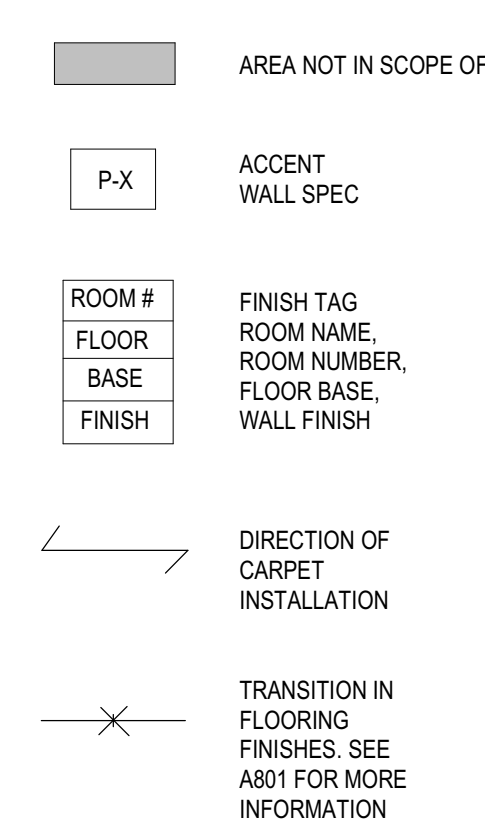 AREA NOT IN SCOPE OF
P-X
ACCENT
WALL SPEC
ROOM #
FLOOR
BASE
FINISH
FINISH TAG
ROOM NAME,
ROOM NUMBER,
FLOOR BASE,
WALL FINISH
DIRECTION OF
CARPET
INSTALLATION
TRANSITION IN
FLOORING
FINISHES. SEE
A801 FOR MORE
INFORMATION